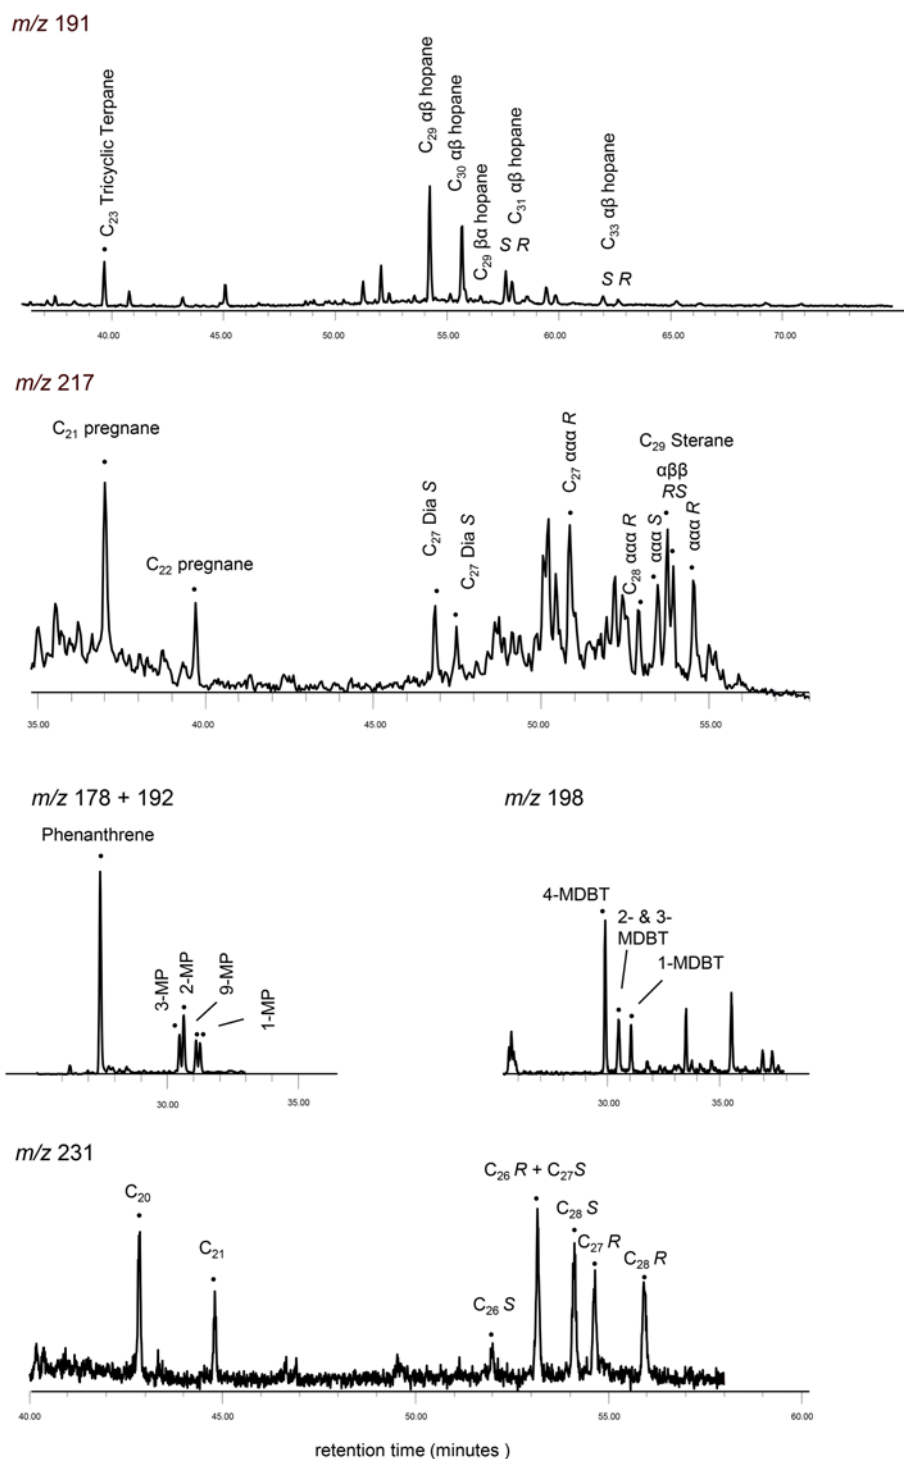 m/z 191
C23 Tricyclic Terpane
C29 αβ hopane
C30 αβ hopane
C29 βα hopane
C31 αβ hopane
S R
C33 αβ hopane
S R
40.00 45.00 50.00 55.00 60.00 65.00 70.00
m/z 217
C21 pregnane
C22 pregnane
C27 Dia S
C27 Dia S
C27 ααα R
C28 ααα R
C29 Sterane
ααα S
αββ
RS
ααα R
35.00 40.00 45.00 50.00 55.00
m/z 178 + 192
Phenanthrene
3-MP
2-MP
9-MP
1-MP
30.00 35.00
m/z 198
4-MDBT
2- & 3-
MDBT
1-MDBT
30.00 35.00
m/z 231
C20
C21
C26 S
C26 R + C27S
C28 S
C27 R
C28 R
40.00 45.00 50.00 55.00 60.00
retention time (minutes )